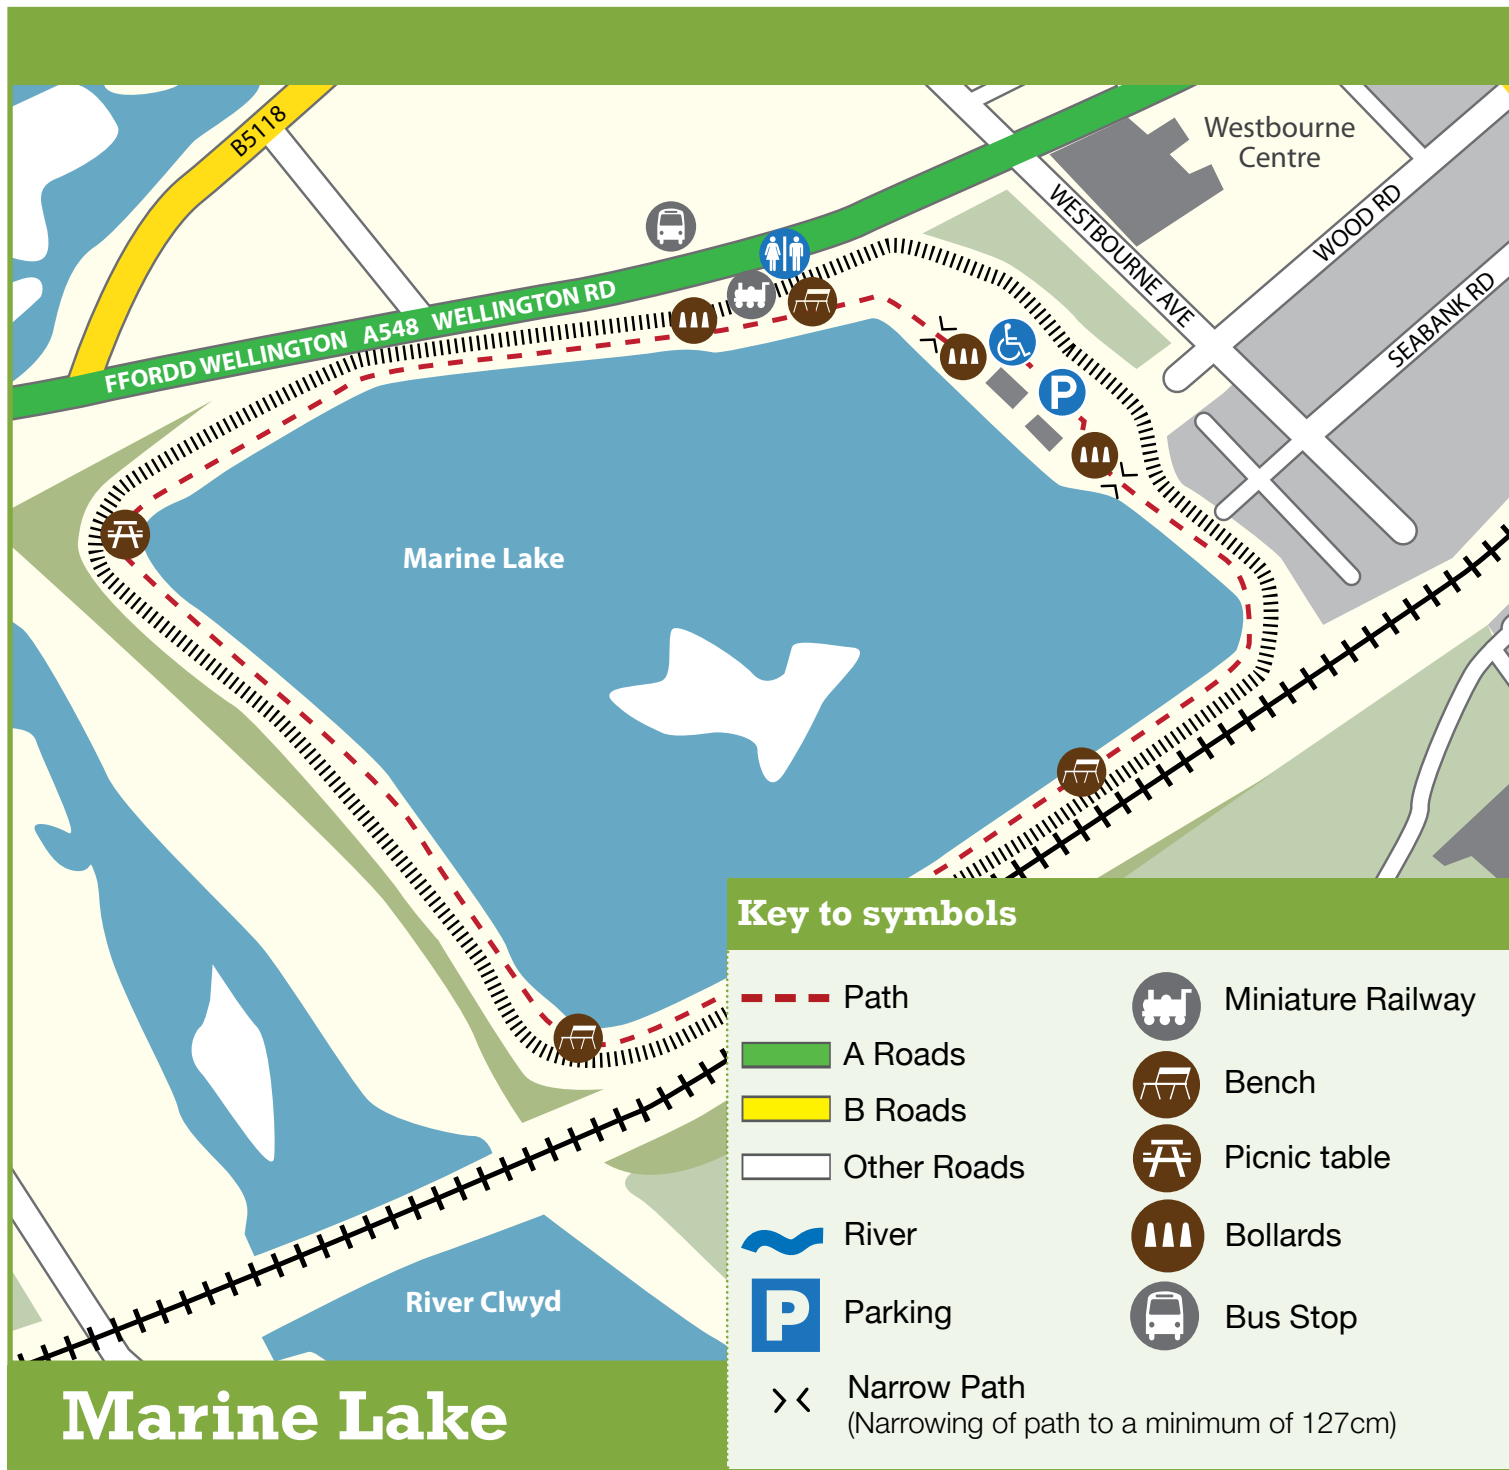 B5118
Westbourne
Centre
WESTBOURNE AVE
WOOD RD
SEABANK RD
FFORDD WELLINGTON A548 WELLINGTON RD
P
Marine Lake
River Clwyd
Key to symbols
Path
A Roads
B Roads
Other Roads
River
P Parking
Narrow Path
(Narrowing of path to a minimum of 127cm)
Miniature Railway
Bench
Picnic table
Bollards
Bus Stop
Marine Lake